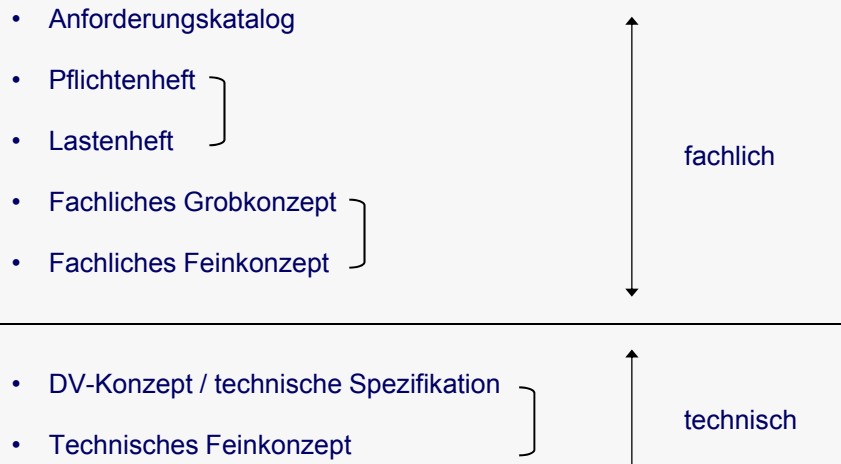 • Anforderungskatalog
• Pflichtenheft
• Lastenheft
fachlich
• Fachliches Grobkonzept
• Fachliches Feinkonzept
• DV-Konzept / technische Spezifikation
technisch
• Technisches Feinkonzept